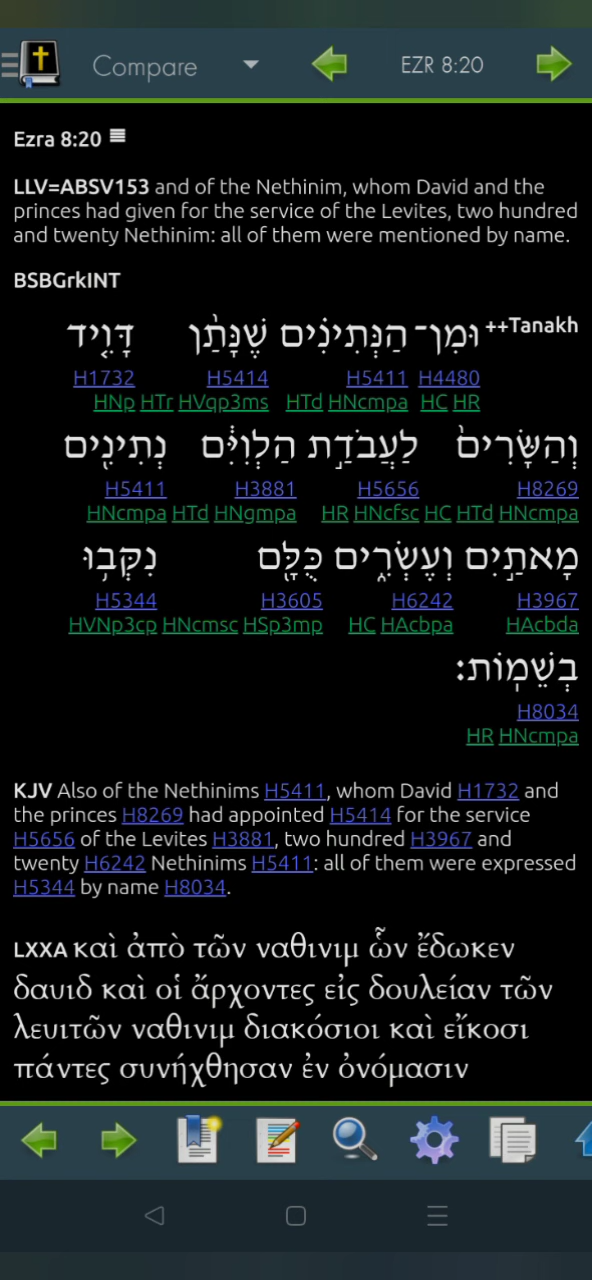 Compare
EZR 8:20
Ezra 8:20
LLV=ABSV153 and of the Nethinim, whom David and the
princes had given for the service of the Levites, two hundred
and twenty Nethinim: all of them were mentioned by name.
BSBGrkINT
++Tanakh וּמִן־ הַנְּתִינִ֗ים שֶׁנָּתַ֨ן דָּוִ֤יד
H1732 H5414 H5411 H4480
HNp HTr HVqp3ms HTd HNcmpa HC HR
וְהַשָּׂרִים֙ לַעֲבֹדַ֣ת הַלְוִיִּ֔ם נְתִינִ֖ים
H5411 H3881 H5656 H8269
HNcmpa HTd HNgmpa HR HNcfsc HC HTd HNcmpa
מָאתַ֣יִם וְעֶשְׂרִ֑ים כֻּלָּ֖ם נִקְּב֥וּ
H5344 H3605 H6242 H3967
HVNp3cp HNcmsc HSp3mp HC HAcbpa HAcbda
בְשֵׁמֽוֹת׃
H8034
HR HNcmpa
KJV Also of the Nethinims H5411, whom David H1732 and
the princes H8269 had appointed H5414 for the service
H5656 of the Levites H3881, two hundred H3967 and
twenty H6242 Nethinims H5411: all of them were expressed
H5344 by name H8034.
LXXA καὶ ἀπὸ τῶν ναθινιμ ὧν ἔδωκεν
δαυιδ καὶ οἱ ἄρχοντες εἰς δουλείαν τῶν
λευιτῶν ναθινιμ διακόσιοι καὶ εἴκοσι
πάντες συνήχθησαν ἐν ὀνόμασιν